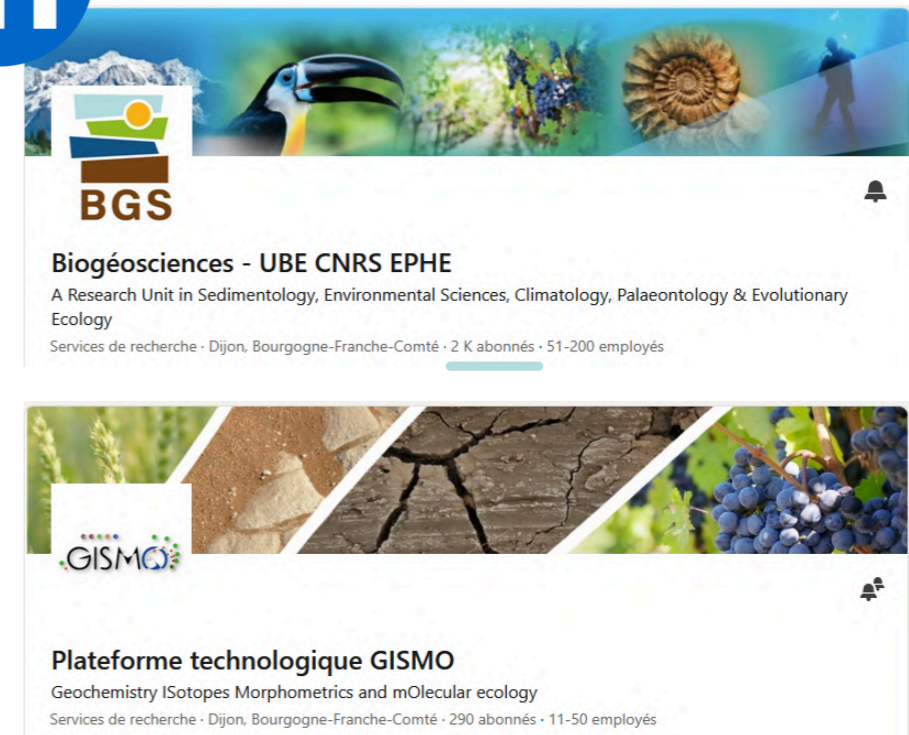 BGS
Biogéosciences - UBE CNRS EPHE
A Research Unit in Sedimentology, Environmental Sciences, Climatology, Palaeontology & Evolutionary
Ecology
Services de recherche · Dijon, Bourgogne-Franche-Comté · 2 K abonnés · 51-200 employés
GISMO
Plateforme technologique GISMO
Geochemistry ISotopes Morphometrics and mOlecular ecology
Services de recherche · Dijon, Bourgogne-Franche-Comté · 290 abonnés · 11-50 employés